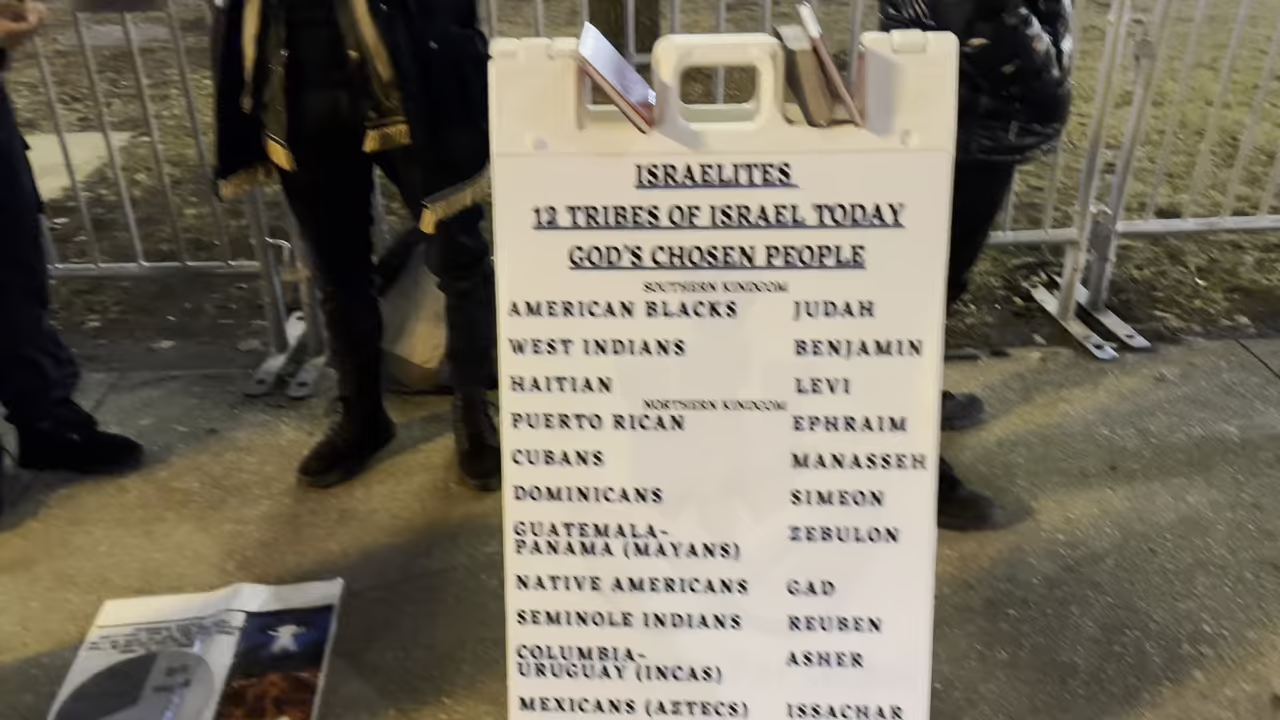 ISRAELITES
12 TRIBES OF ISRAEL TODAY
GOD'S CHOSEN PEOPLE
SOUTHERN KINGDOM
AMERICAN BLACKS JUDAH
WEST INDIANS BENJAMIN
HAITIAN LEVI
NORTHERN KINGDOM
PUERTO RICAN EPHRAIM
CUBANS MANASSEH
DOMINICANS SIMEON
GUATEMALA-
PANAMA (MAYANS) ZEBULON
NATIVE AMERICANS GAD
SEMINOLE INDIANS REUBEN
COLUMBIA-
URUGUAY (INCAS) ASHER
MEXICANS (AZTECS) ISSACHAR